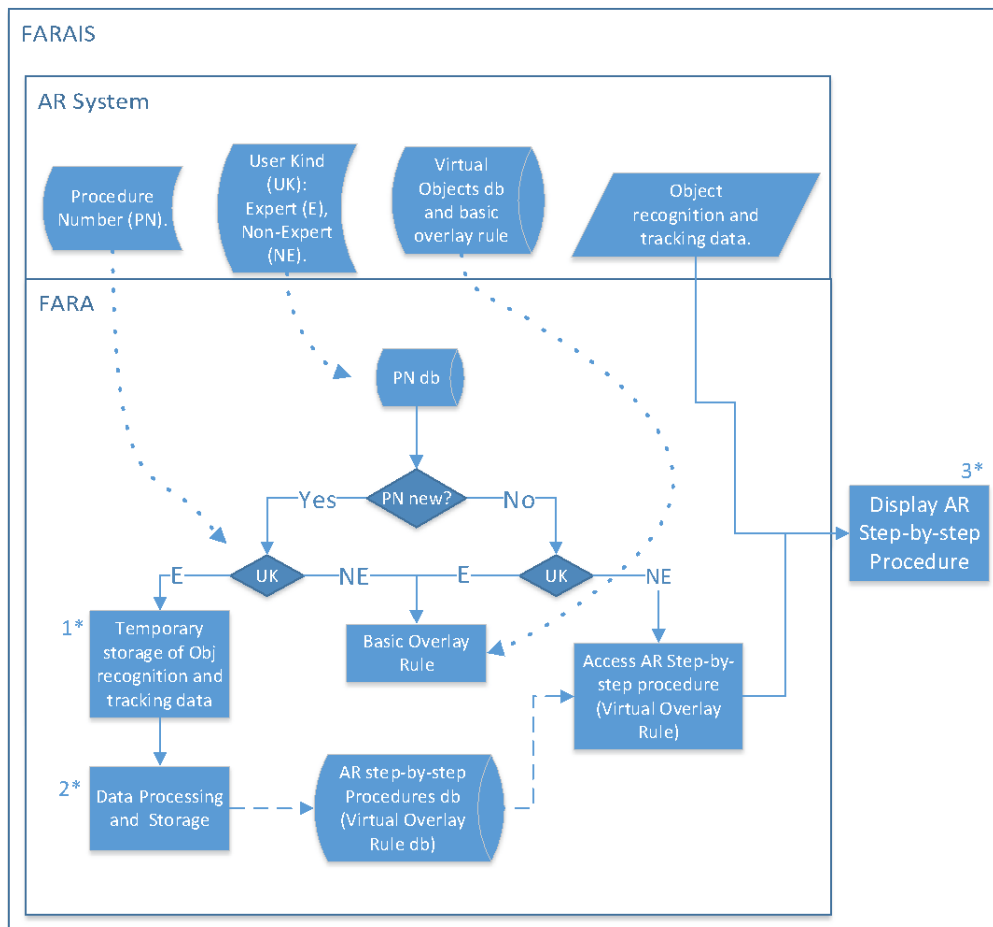 FARAIS
AR System
Procedure
Number (PN).
User Kind
(UK):
Expert (E),
Non-Expert
(NE).
Virtual
Objects db
and basic
overlay rule
Object
recognition and
tracking data.
FARA
PN db
PN new?
Yes
No
UK
E
NE
UK
E
NE
1*
Temporary
storage of Obj
recognition and
tracking data
Basic Overlay
Rule
Access AR Step-by-
step procedure
(Virtual Overlay
Rule)
3*
Display AR
Step-by-step
Procedure
2*
Data Processing
and Storage
AR step-by-step
Procedures db
(Virtual Overlay
Rule db)